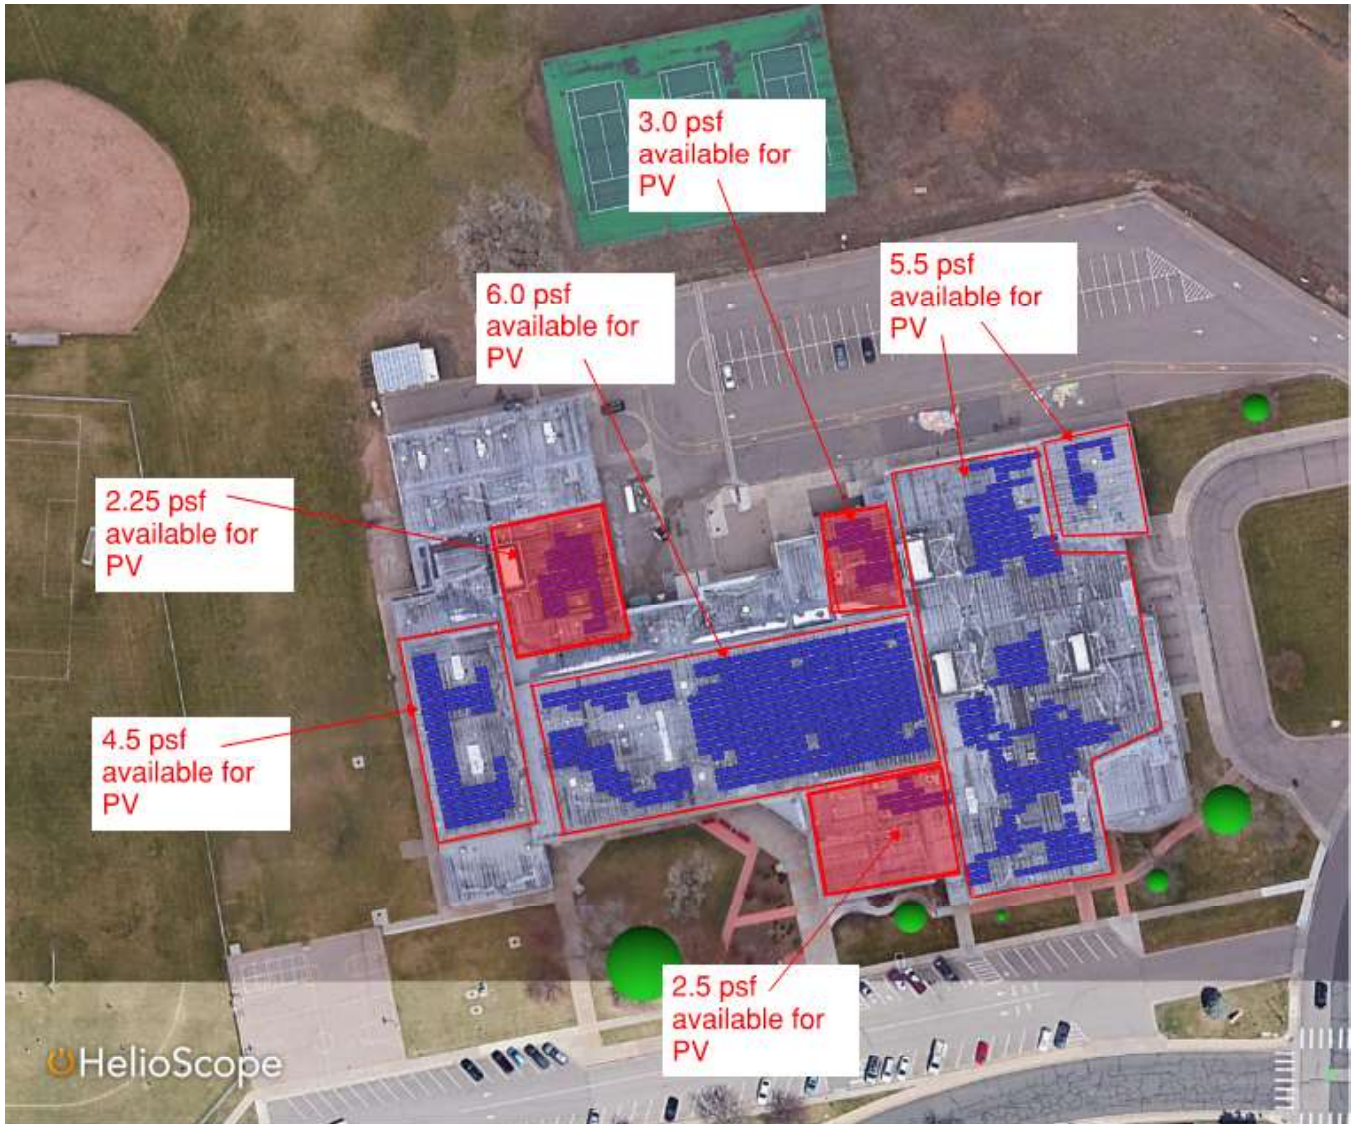 3.0 psf
available for
PV
5.5 psf
available for
PV
6.0 psf
available for
PV
2.25 psf
available for
PV
4.5 psf
available for
PV
2.5 psf
available for
PV
HelioScope